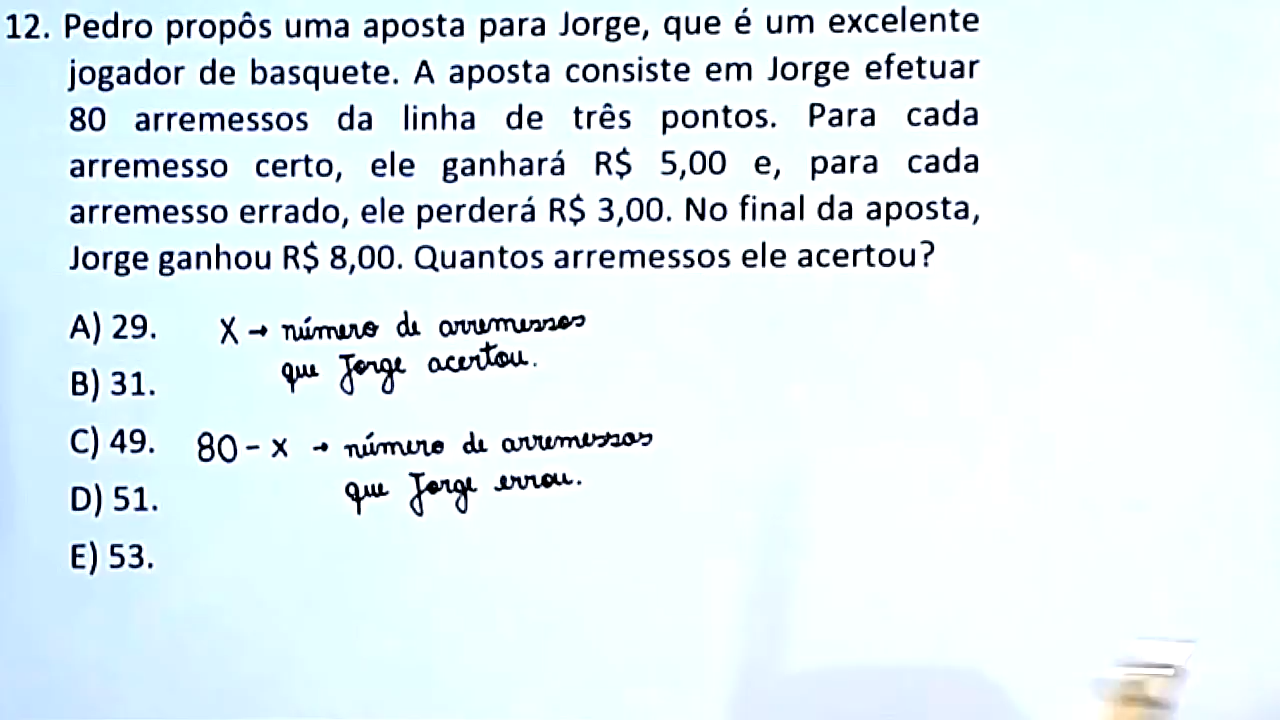 12. Pedro propôs uma aposta para Jorge, que é um excelente
jogador de basquete. A aposta consiste em Jorge efetuar
80 arremessos da linha de três pontos. Para cada
arremesso certo, ele ganhará R$ 5,00 e, para cada
arremesso errado, ele perderá R$ 3,00. No final da aposta,
Jorge ganhou R$ 8,00. Quantos arremessos ele acertou?
A) 29.
X → número de arremessos
que Jorge acertou.
B) 31.
C) 49.
80 - x → número de arremessos
que Jorge errou.
D) 51.
E) 53.